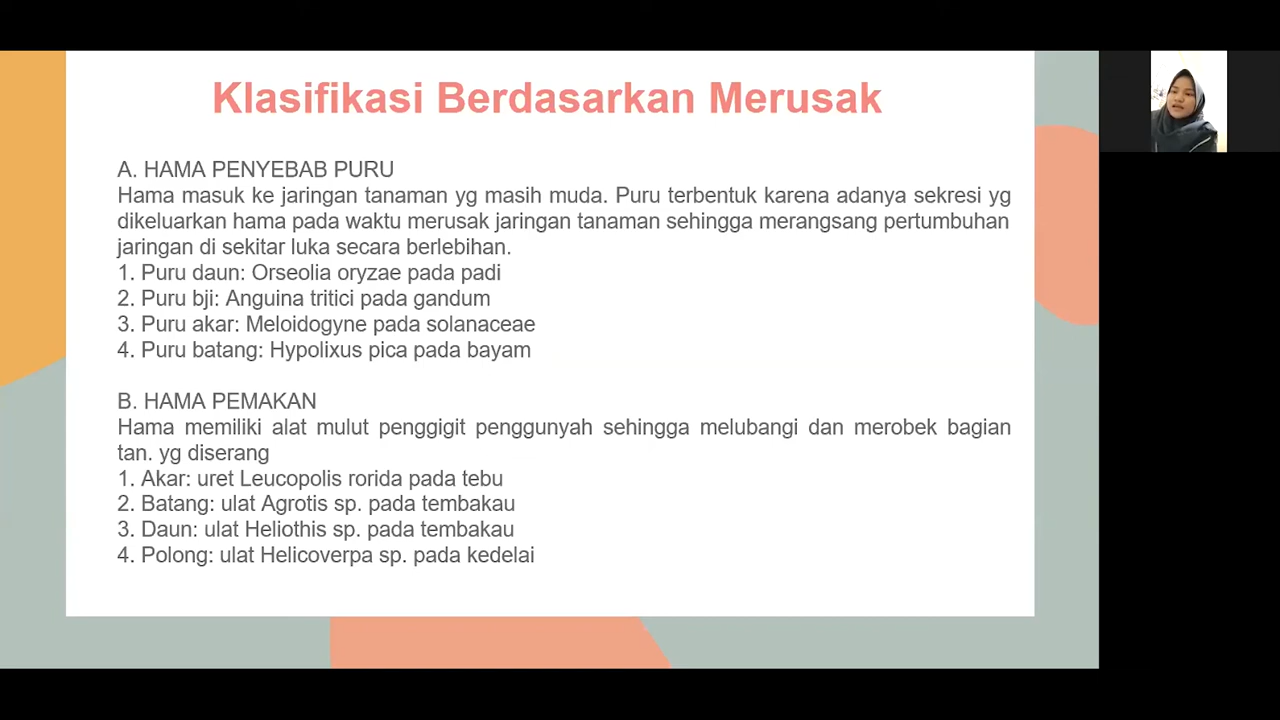 Klasifikasi Berdasarkan Merusak
A. HAMA PENYEBAB PURU
Hama masuk ke jaringan tanaman yg masih muda. Puru terbentuk karena adanya sekresi yg
dikeluarkan hama pada waktu merusak jaringan tanaman sehingga merangsang pertumbuhan
jaringan di sekitar luka secara berlebihan.
1. Puru daun: Orseolia oryzae pada padi
2. Puru bji: Anguina tritici pada gandum
3. Puru akar: Meloidogyne pada solanaceae
4. Puru batang: Hypolixus pica pada bayam
B. HAMA PEMAKAN
Hama memiliki alat mulut penggigit penggunyah sehingga melubangi dan merobek bagian
tan. yg diserang
1. Akar: uret Leucopolis rorida pada tebu
2. Batang: ulat Agrotis sp. pada tembakau
3. Daun: ulat Heliothis sp. pada tembakau
4. Polong: ulat Helicoverpa sp. pada kedelai